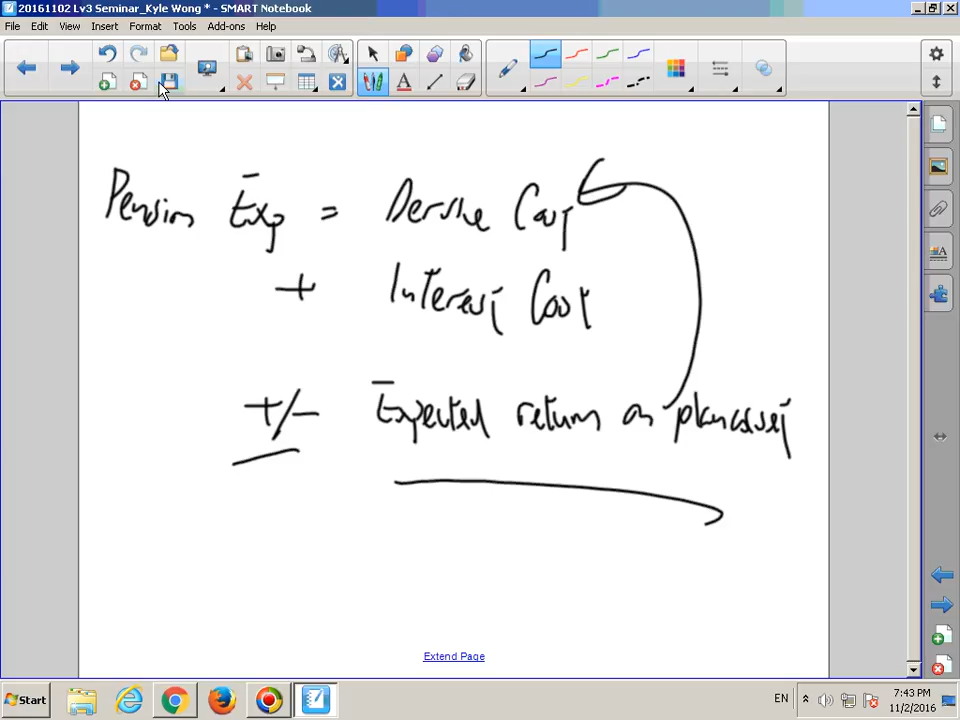 20161102 Lv3 Seminar_Kyle Wong * - SMART Notebook
File Edit View Insert Format Tools Add-ons Help
Pension Exp = Service Cost
+ Interest Cost
+/- Expected return on plan asset
Extend Page
Start
EN
7:43 PM
11/2/2016